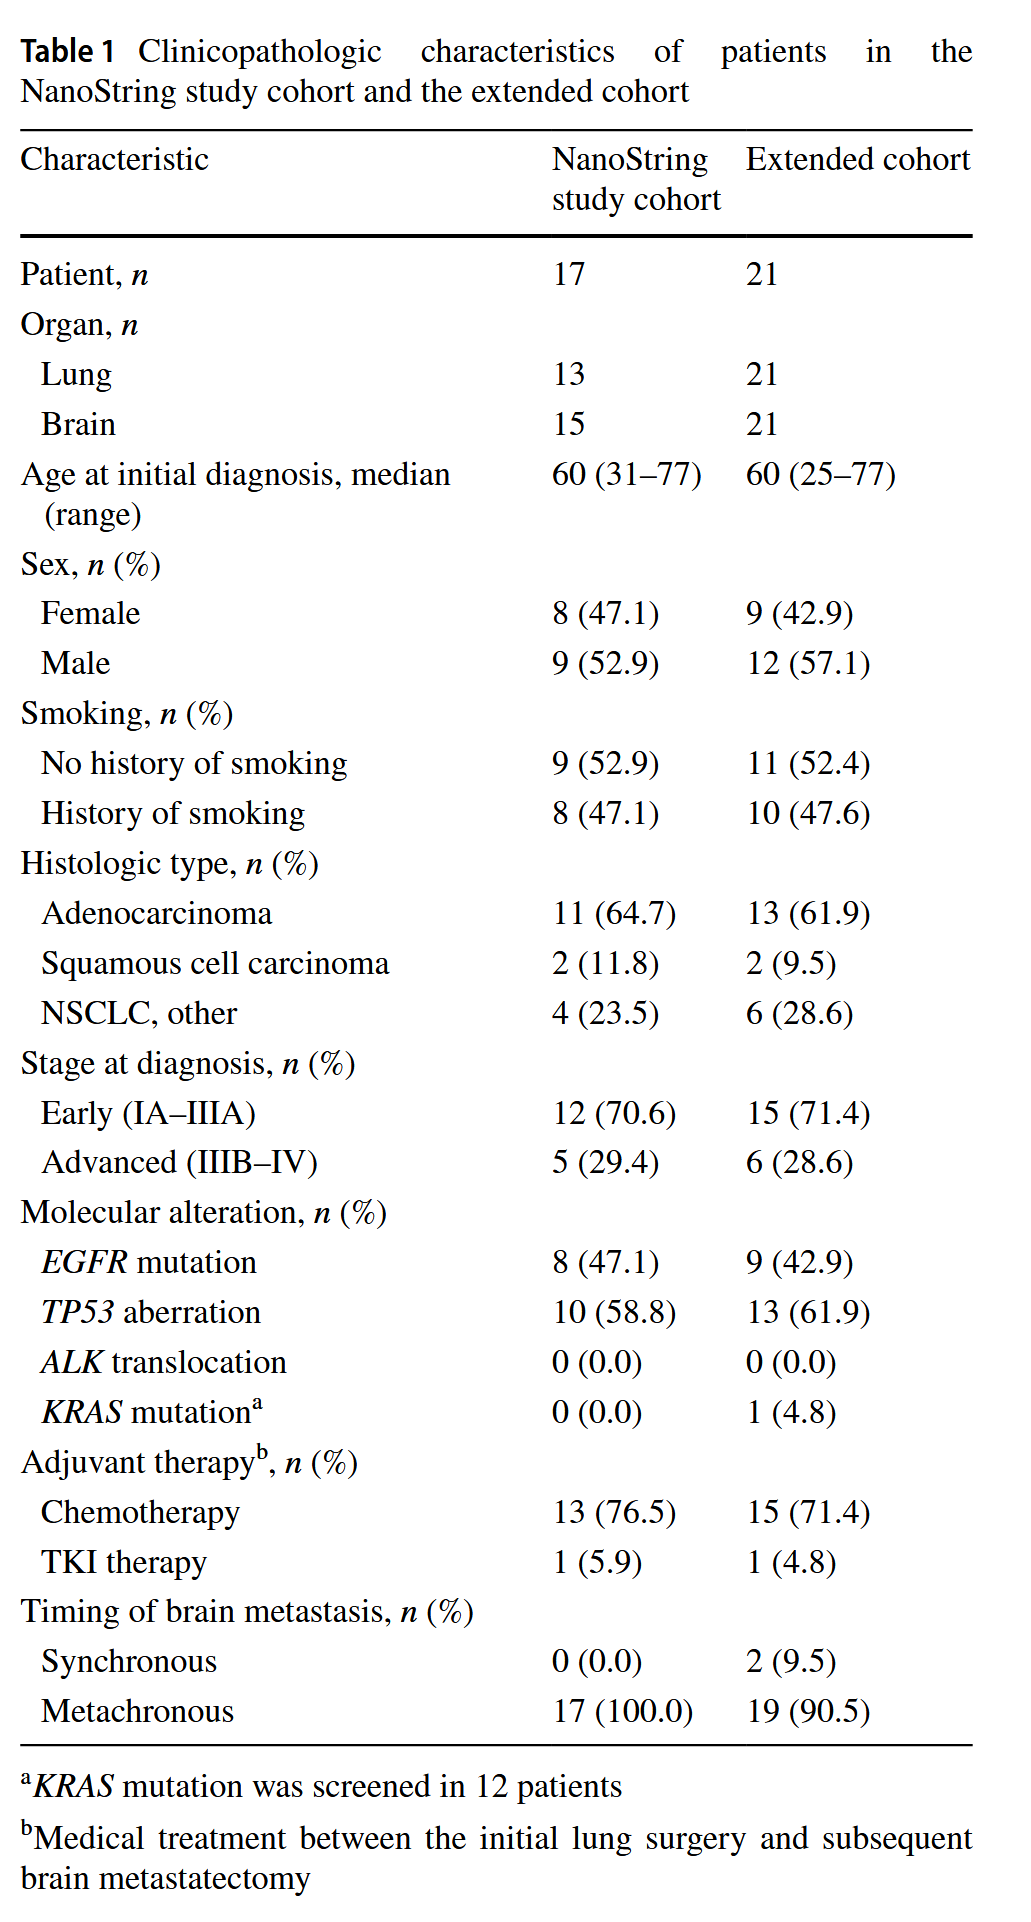 Table 1 Clinicopathologic characteristics of patients in the
NanoString study cohort and the extended cohort
Characteristic NanoString study cohort Extended cohort
Patient, n 17 21
Organ, n
Lung 13 21
Brain 15 21
Age at initial diagnosis, median (range) 60 (31–77) 60 (25–77)
Sex, n (%)
Female 8 (47.1) 9 (42.9)
Male 9 (52.9) 12 (57.1)
Smoking, n (%)
No history of smoking 9 (52.9) 11 (52.4)
History of smoking 8 (47.1) 10 (47.6)
Histologic type, n (%)
Adenocarcinoma 11 (64.7) 13 (61.9)
Squamous cell carcinoma 2 (11.8) 2 (9.5)
NSCLC, other 4 (23.5) 6 (28.6)
Stage at diagnosis, n (%)
Early (IA–IIIA) 12 (70.6) 15 (71.4)
Advanced (IIIB–IV) 5 (29.4) 6 (28.6)
Molecular alteration, n (%)
EGFR mutation 8 (47.1) 9 (42.9)
TP53 aberration 10 (58.8) 13 (61.9)
ALK translocation 0 (0.0) 0 (0.0)
KRAS mutationᵃ 0 (0.0) 1 (4.8)
Adjuvant therapyᵇ, n (%)
Chemotherapy 13 (76.5) 15 (71.4)
TKI therapy 1 (5.9) 1 (4.8)
Timing of brain metastasis, n (%)
Synchronous 0 (0.0) 2 (9.5)
Metachronous 17 (100.0) 19 (90.5)
ᵃKRAS mutation was screened in 12 patients
ᵇMedical treatment between the initial lung surgery and subsequent
brain metastatectomy